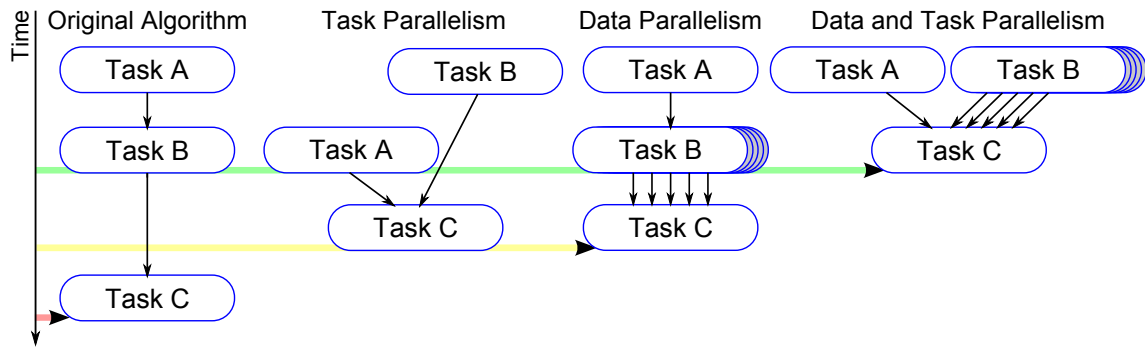 Time
Original Algorithm
Task A
Task B
Task C
Task Parallelism
Task B
Task A
Task C
Data Parallelism
Task A
Task B
Task C
Data and Task Parallelism
Task A
Task B
Task C